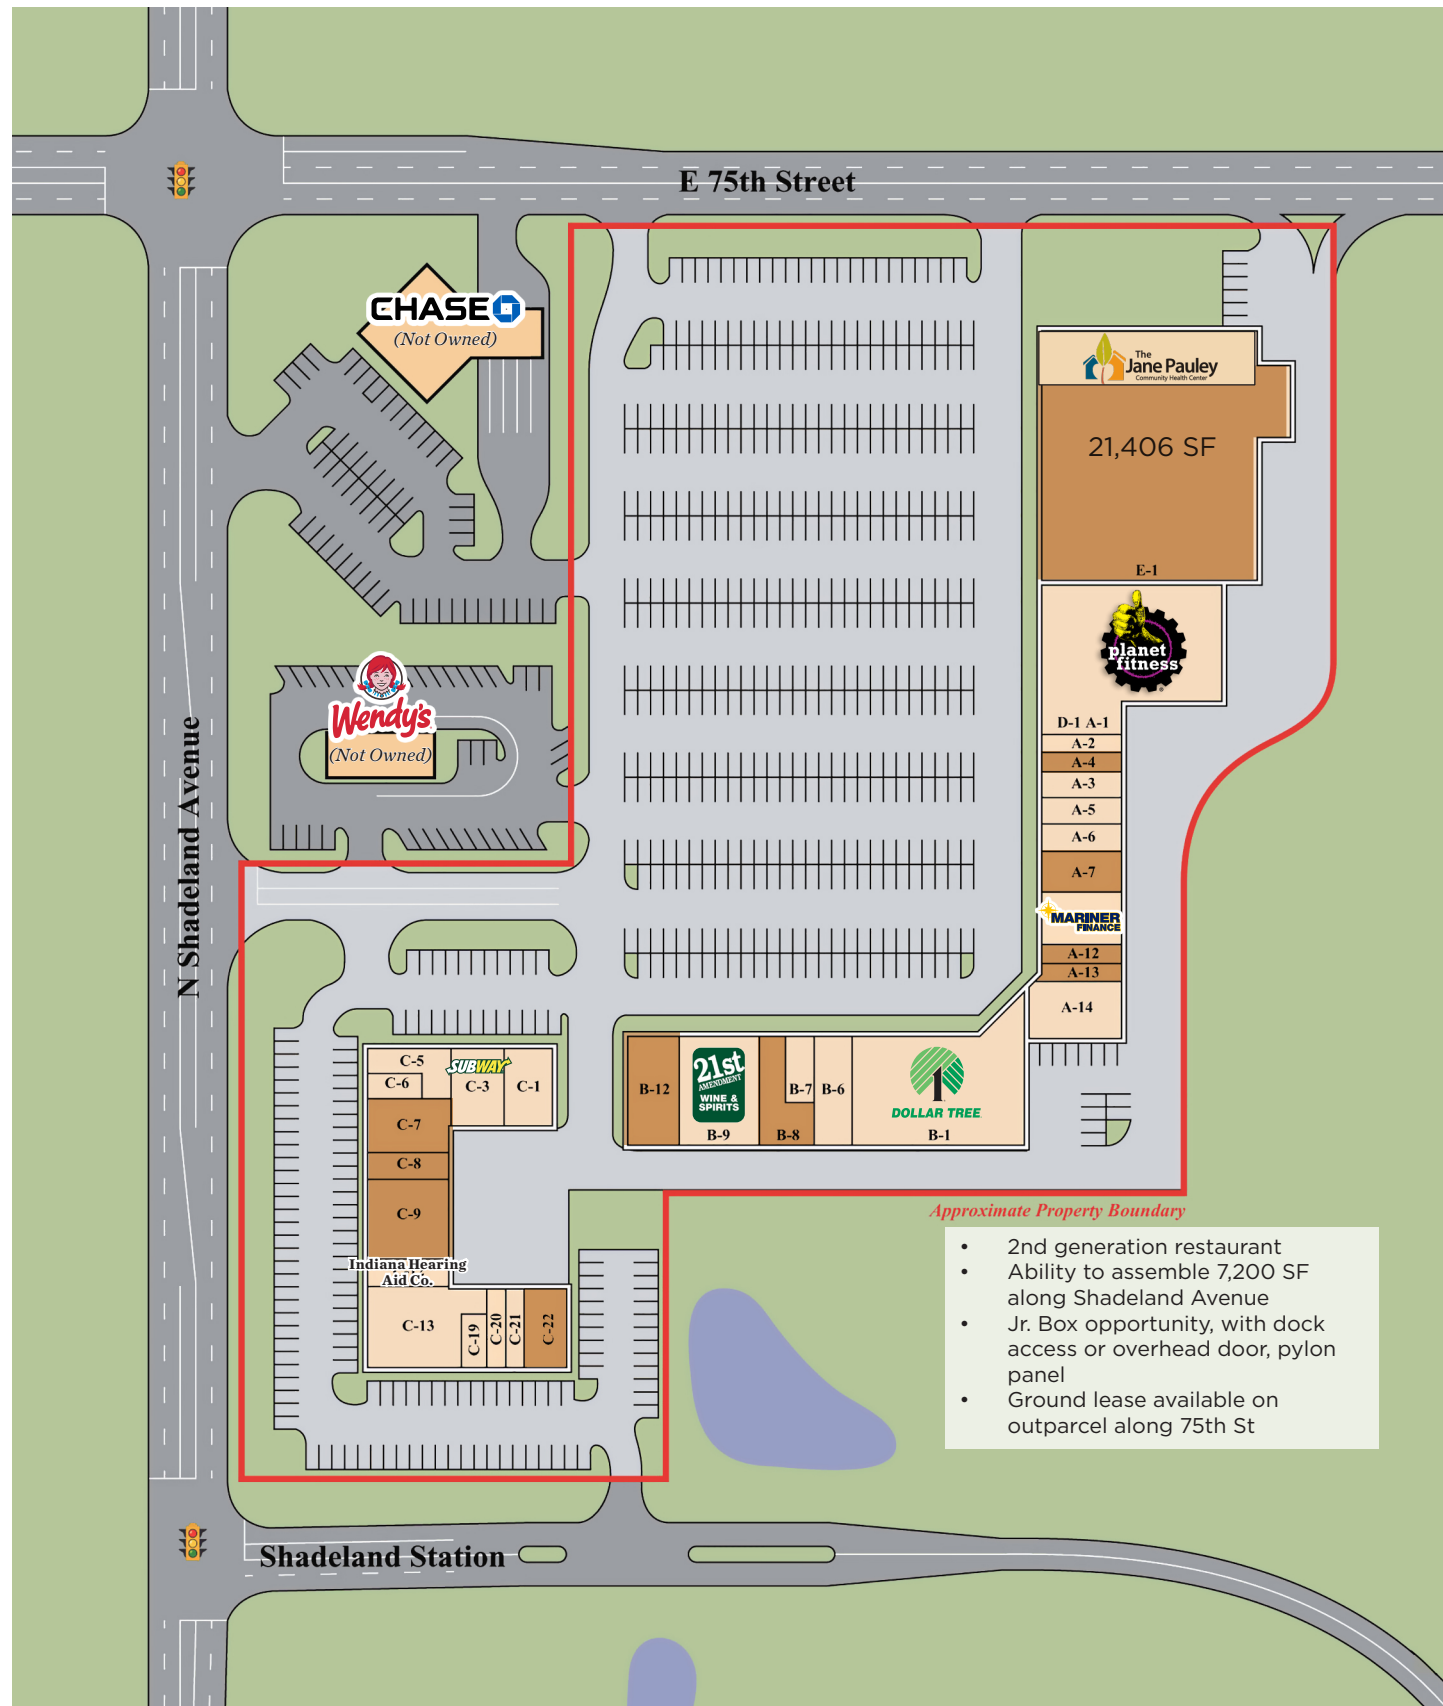 E 75th Street
CHASE
(Not Owned)
The
Jane Pauley
Community Health Center
21,406 SF
E-1
planet
fitness
Wendy's
(Not Owned)
N Shadeland Avenue
D-1 A-1
A-2
A-4
A-3
A-5
A-6
A-7
MARINER
FINANCE
A-12
A-13
A-14
C-5
SUBWAY
C-6
C-3
C-1
C-7
C-8
C-9
Indiana Hearing
Aid Co.
C-13
C-19
C-20
C-21
C-22
B-12
21st
AMENDMENT
WINE &
SPIRITS
B-9
B-8
B-7
B-6
1
DOLLAR TREE
B-1
Approximate Property Boundary
• 2nd generation restaurant
• Ability to assemble 7,200 SF
along Shadeland Avenue
• Jr. Box opportunity, with dock
access or overhead door, pylon
panel
• Ground lease available on
outparcel along 75th St
Shadeland Station